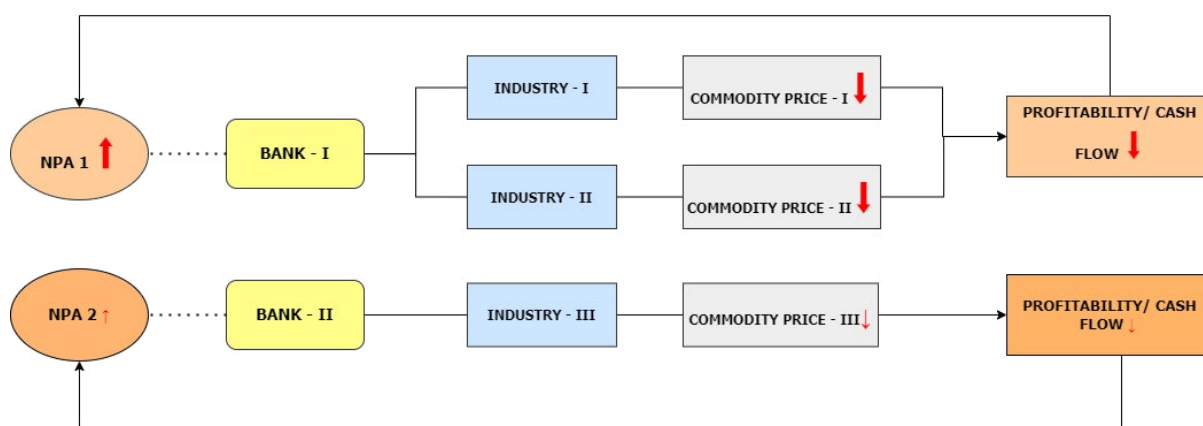 INDUSTRY - I
COMMODITY PRICE - I
PROFITABILITY/ CASH
FLOW
NPA 1
BANK - I
INDUSTRY - II
COMMODITY PRICE - II
NPA 2
BANK - II
INDUSTRY - III
COMMODITY PRICE - III
PROFITABILITY/ CASH
FLOW